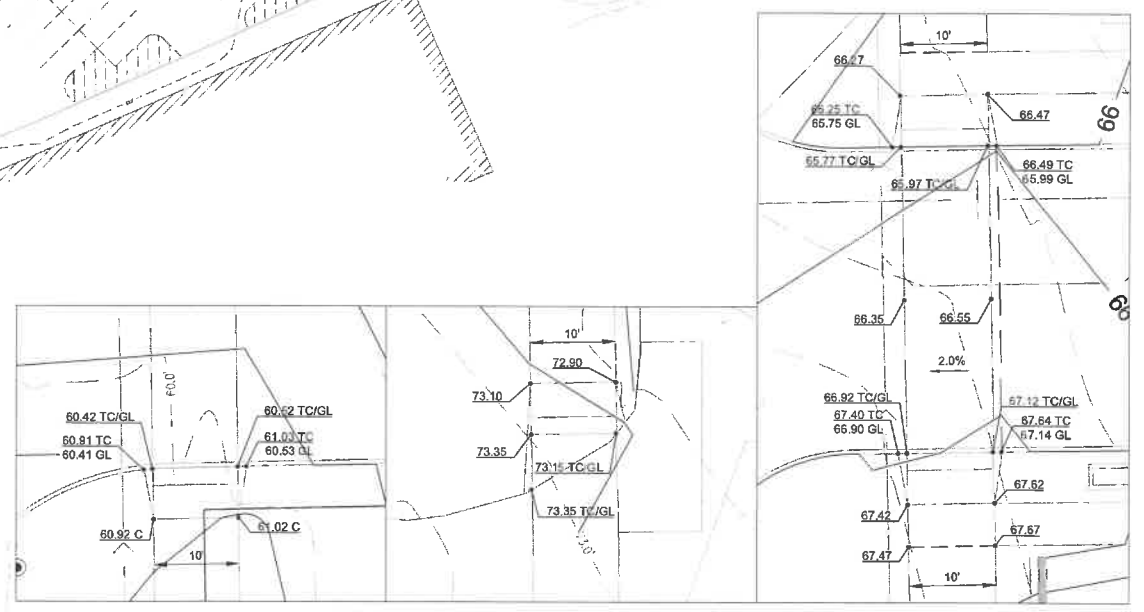 10'
66.27
66.25 TC
65.75 GL
66.47
66
65.77 TC/GL
65.97 TC/GL
66.49 TC
65.99 GL
66.35
66.55
2.0%
66.92 TC/GL
67.40 TC
66.90 GL
67.12 TC/GL
67.64 TC
67.14 GL
67.42
67.62
67.47
67.67
10'
60.0'
60.42 TC/GL
60.91 TC
60.41 GL
60.52 TC/GL
61.03 TC
60.53 GL
60.92 C
61.02 C
10'
10'
72.90
73.10
73.35
73.15 TC/GL
73.35 TC/GL